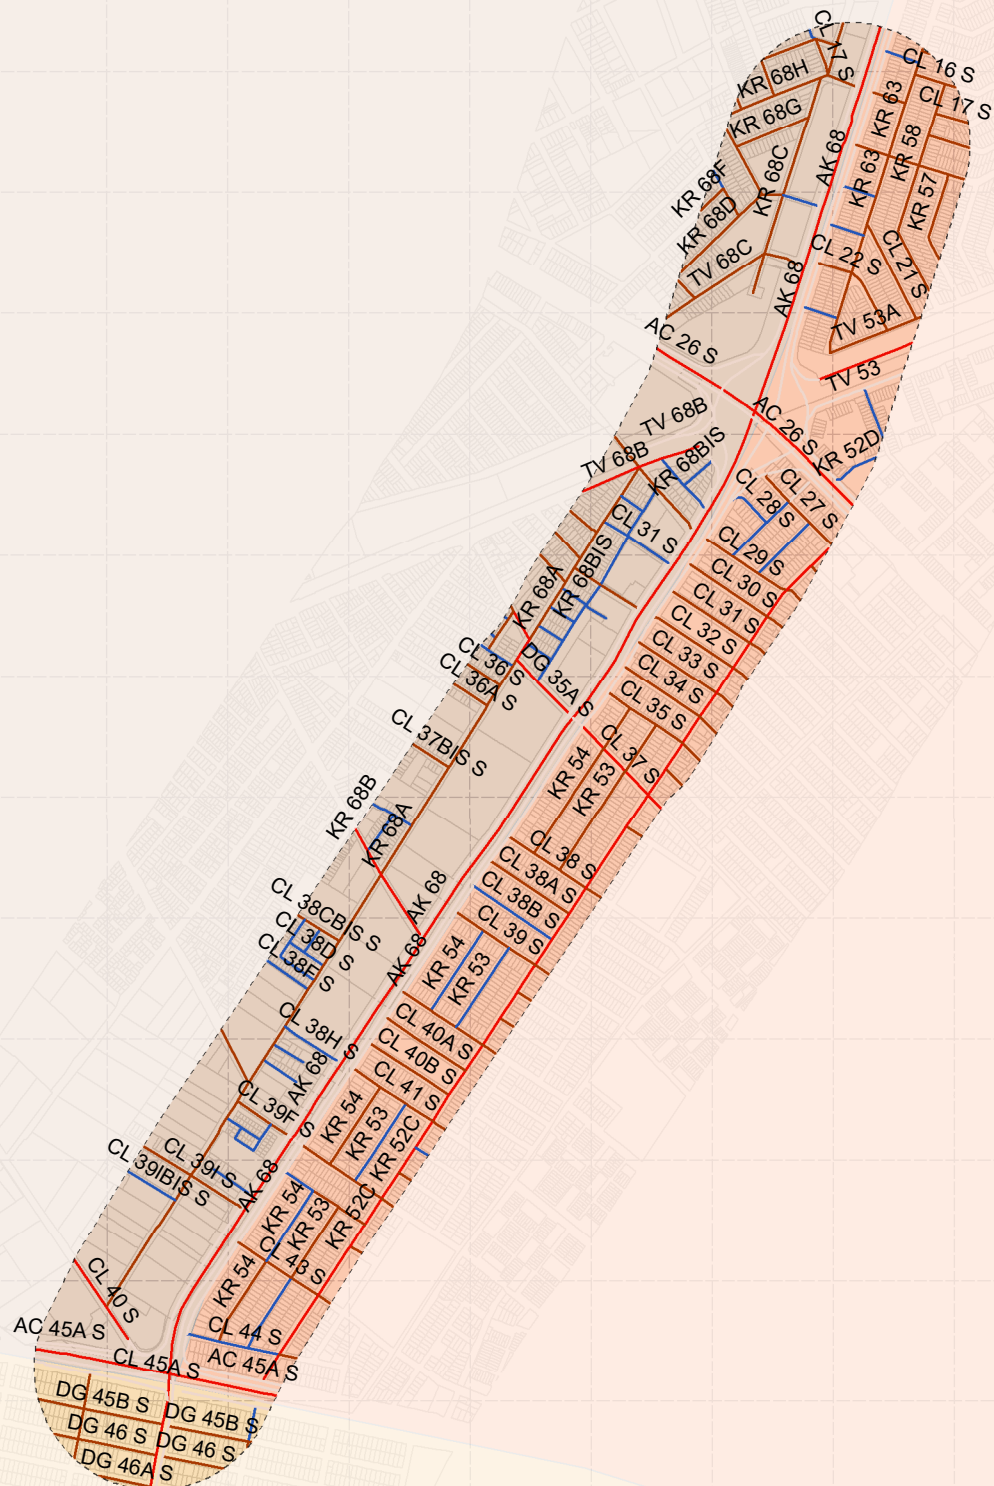 CL 17 S
CL 16 S
KR 68H
CL 17 S
KR 63
KR 68G
KR 58
AK 68
KR 68C
KR 63
KR 68F
KR 57
KR 68D
CL 22 S
CL 21 S
TV 68C
AK 68
TV 53A
AC 26 S
TV 53
TV 68B
AC 26 S
TV 68B
KR 68BIS
KR 52D
CL 28 S
CL 27 S
CL 31 S
CL 29 S
KR 68BIS
KR 68A
CL 30 S
CL 31 S
CL 32 S
CL 36 S
CL 33 S
CL 36A S
DG 35A S
CL 34 S
CL 35 S
CL 37BIS S
CL 37 S
KR 54
KR 53
KR 68B
KR 68A
CL 38 S
CL 38A S
AK 68
CL 38B S
CL 38CBIS S
CL 39 S
CL 38D S
AK 68
KR 54
CL 38F S
KR 53
CL 38H S
CL 40A S
CL 40B S
AK 68
CL 41 S
CL 39F S
KR 54
KR 53
KR 52C
CL 39I S
CL 39IBIS S
AK 68
KR 54
KR 53
KR 52C
CL 43 S
KR 54
CL 40 S
AC 45A S
CL 44 S
CL 45A S
AC 45A S
DG 45B S
DG 45B S
DG 46 S
DG 46 S
DG 46A S